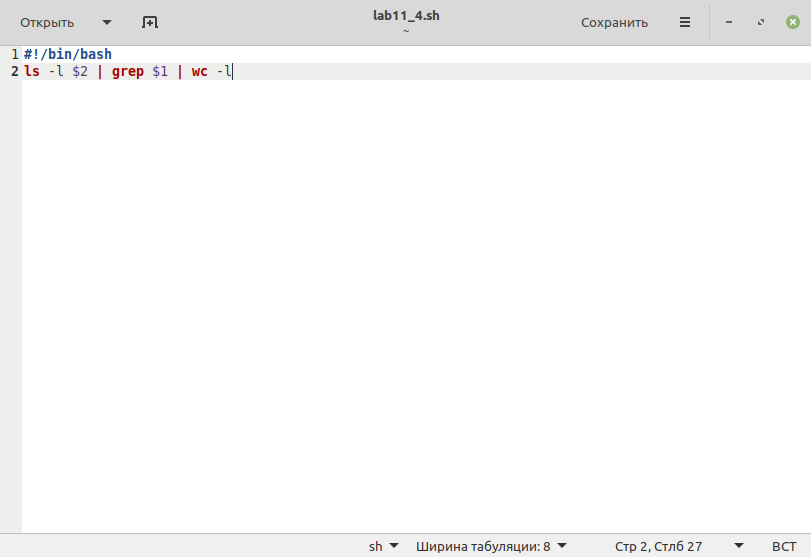 Открыть
lab11_4.sh
~
Сохранить
1 #!/bin/bash
2 ls -l $2 | grep $1 | wc -l
sh
Ширина табуляции: 8
Стр 2, Стлб 27
ВСТ